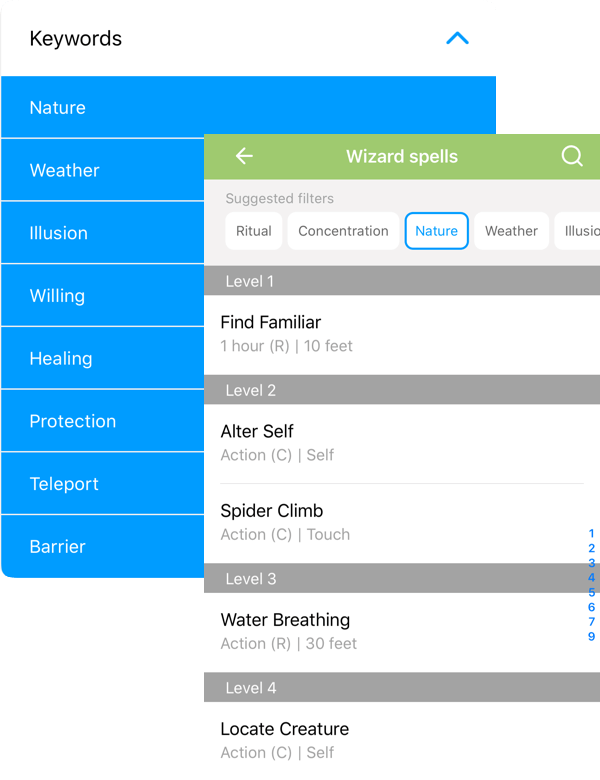 Keywords
Nature
Weather
Illusion
Willing
Healing
Protection
Teleport
Barrier
Wizard spells
Suggested filters
Ritual
Concentration
Nature
Weather
Illusio
Level 1
Find Familiar
1 hour (R) | 10 feet
Level 2
Alter Self
Action (C) | Self
Spider Climb
Action (C) | Touch
Level 3
Water Breathing
Action (R) | 30 feet
Level 4
Locate Creature
Action (C) | Self
1
2
3
4
5
6
7
9